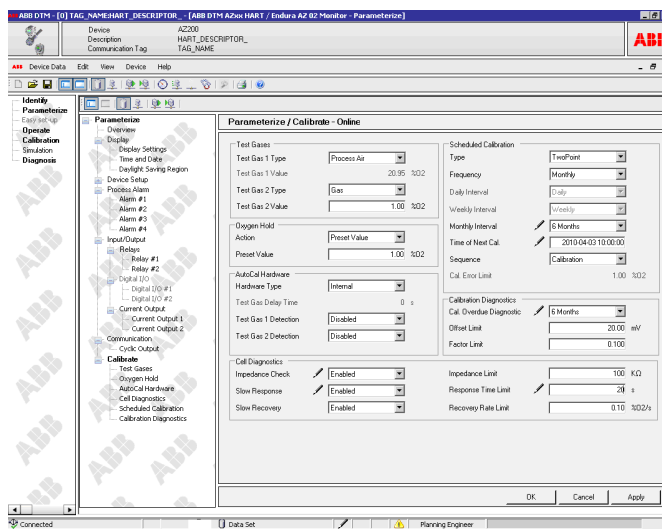 ABB DTM - [0] TAG_NAME:HART_DESCRIPTOR_ - [ABB DTM AZxx HART / Endura AZ 02 Monitor - Parameterize]
Device AZ200
Description HART_DESCRIPTOR_
Communication Tag TAG_NAME
ABB
ABB Device Data Edit View Device Help
Identify
Parameterize
Easy set-up
Operate
Calibration
Simulation
Diagnosis
Parameterize
Overview
Display
Display Settings
Time and Date
Daylight Saving Region
Device Setup
Process Alarm
Alarm #1
Alarm #2
Alarm #3
Alarm #4
Input/Output
Relays
Relay #1
Relay #2
Digital I/O
Digital I/O #1
Digital I/O #2
Current Output
Current Output 1
Current Output 2
Communication
Cyclic Output
Calibrate
Test Gases
Oxygen Hold
AutoCal Hardware
Cell Diagnostics
Scheduled Calibration
Calibration Diagnostics
Parameterize / Calibrate - Online
Test Gases
Test Gas 1 Type Process Air
Test Gas 1 Value 20.95 %O2
Test Gas 2 Type Gas
Test Gas 2 Value 1.00 %O2
Oxygen Hold
Action Preset Value
Preset Value 1.00 %O2
AutoCal Hardware
Hardware Type Internal
Test Gas Delay Time 0 s
Test Gas 1 Detection Disabled
Test Gas 2 Detection Disabled
Scheduled Calibration
Type TwoPoint
Frequency Monthly
Daily Interval Daily
Weekly Interval Weekly
Monthly Interval 6 Months
Time of Next Cal. 2010-04-03 10:00:00
Sequence Calibration
Cal. Error Limit 1.00 %O2
Calibration Diagnostics
Cal. Overdue Diagnostic 6 Months
Offset Limit 20.00 mV
Factor Limit 0.100
Cell Diagnostics
Impedance Check Enabled Impedance Limit 100 KΩ
Slow Response Enabled Response Time Limit 20 s
Slow Recovery Enabled Recovery Rate Limit 0.10 %O2/s
OK Cancel Apply
Connected Data Set Planning Engineer